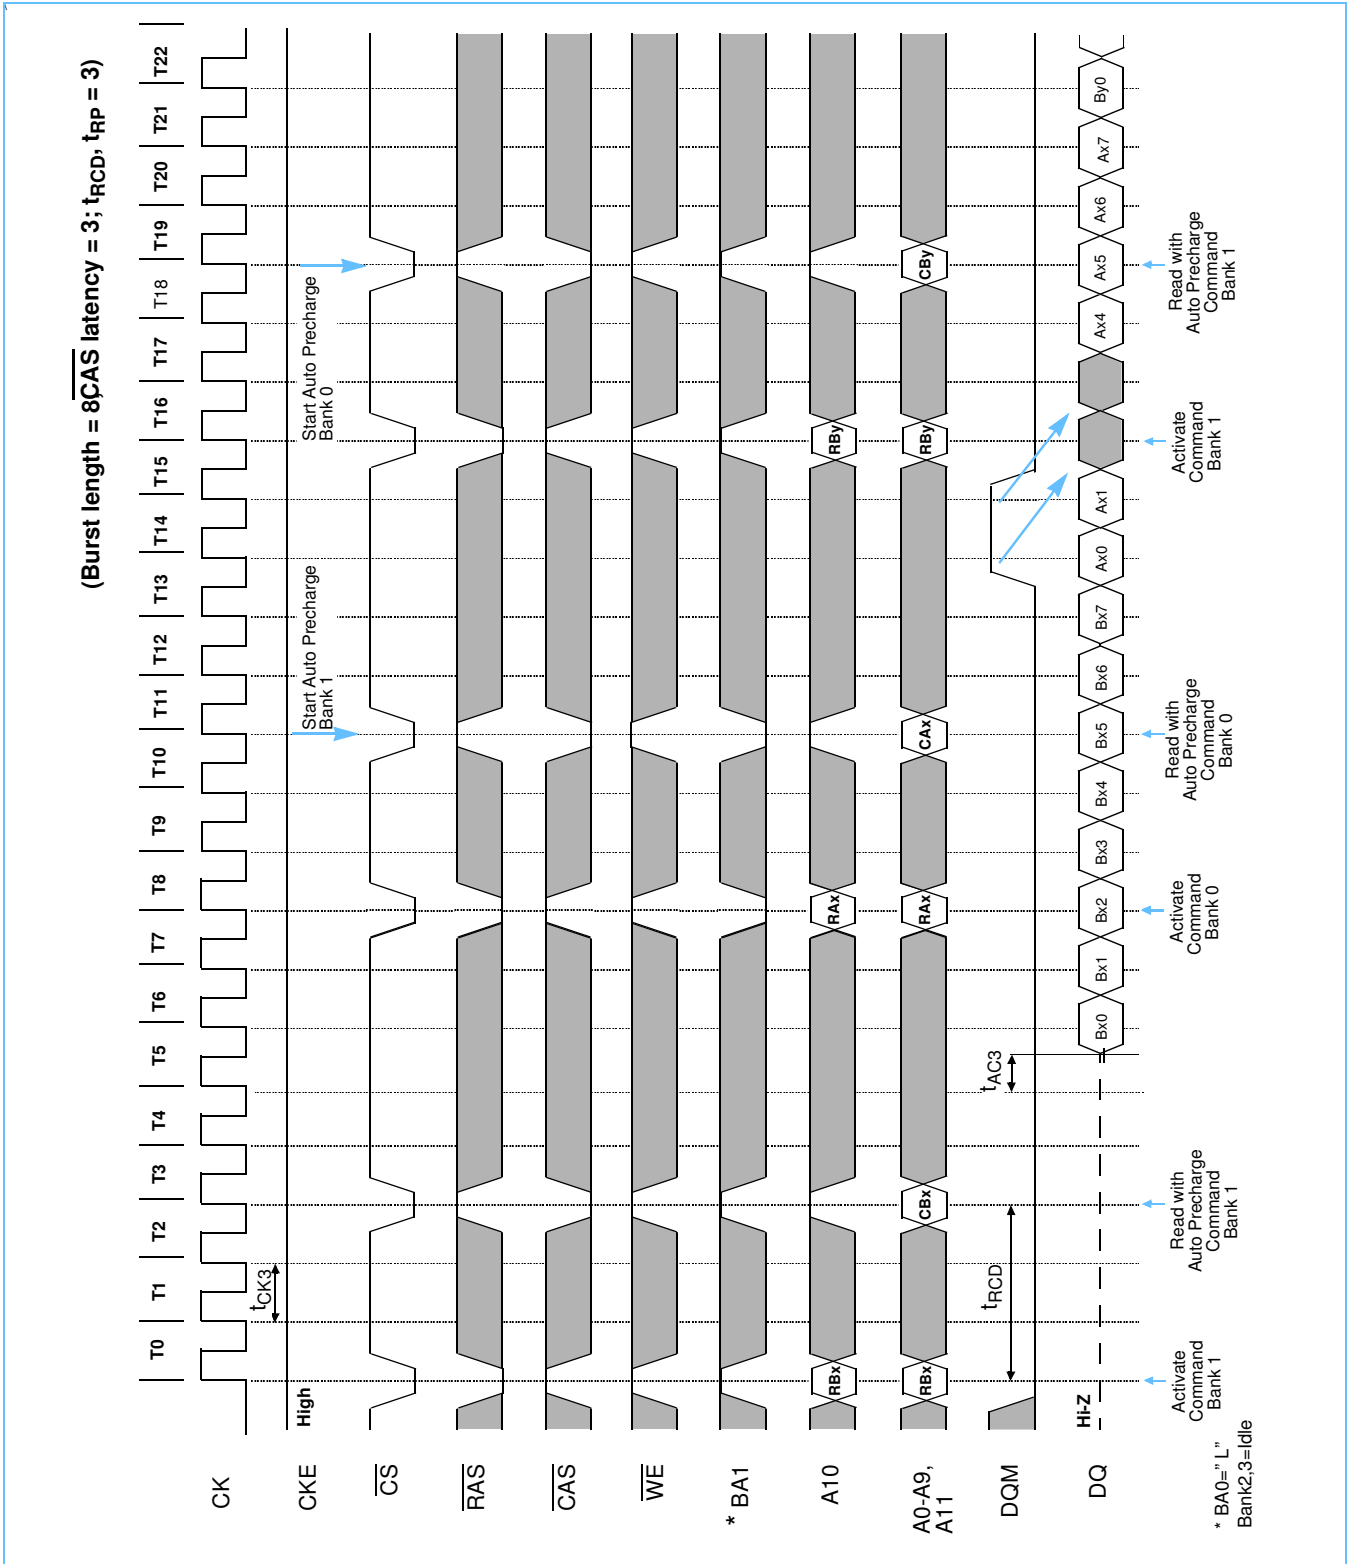 (Burst length = 8,CAS latency = 3; tRCD, tRP = 3)
T0 T1 T2 T3 T4 T5 T6 T7 T8 T9 T10 T11 T12 T13 T14 T15 T16 T17 T18 T19 T20 T21 T22
CK
tCK3
CKE
High
Start Auto Precharge
Bank 1
Start Auto Precharge
Bank 0
CS
RAS
CAS
WE
* BA1
A10
RBx RAx RBy
A0-A9,
A11
RBx CBx RAx CAx RBy CBy
DQM
tRCD
tAC3
DQ
Hi-Z
Bx0 Bx1 Bx2 Bx3 Bx4 Bx5 Bx6 Bx7 Ax0 Ax1 Ax4 Ax5 Ax6 Ax7 By0
Activate
Command
Bank 1
Read with
Auto Precharge
Command
Bank 1
Activate
Command
Bank 0
Read with
Auto Precharge
Command
Bank 0
Activate
Command
Bank 1
Read with
Auto Precharge
Command
Bank 1
* BA0=” L”
Bank2,3=Idle